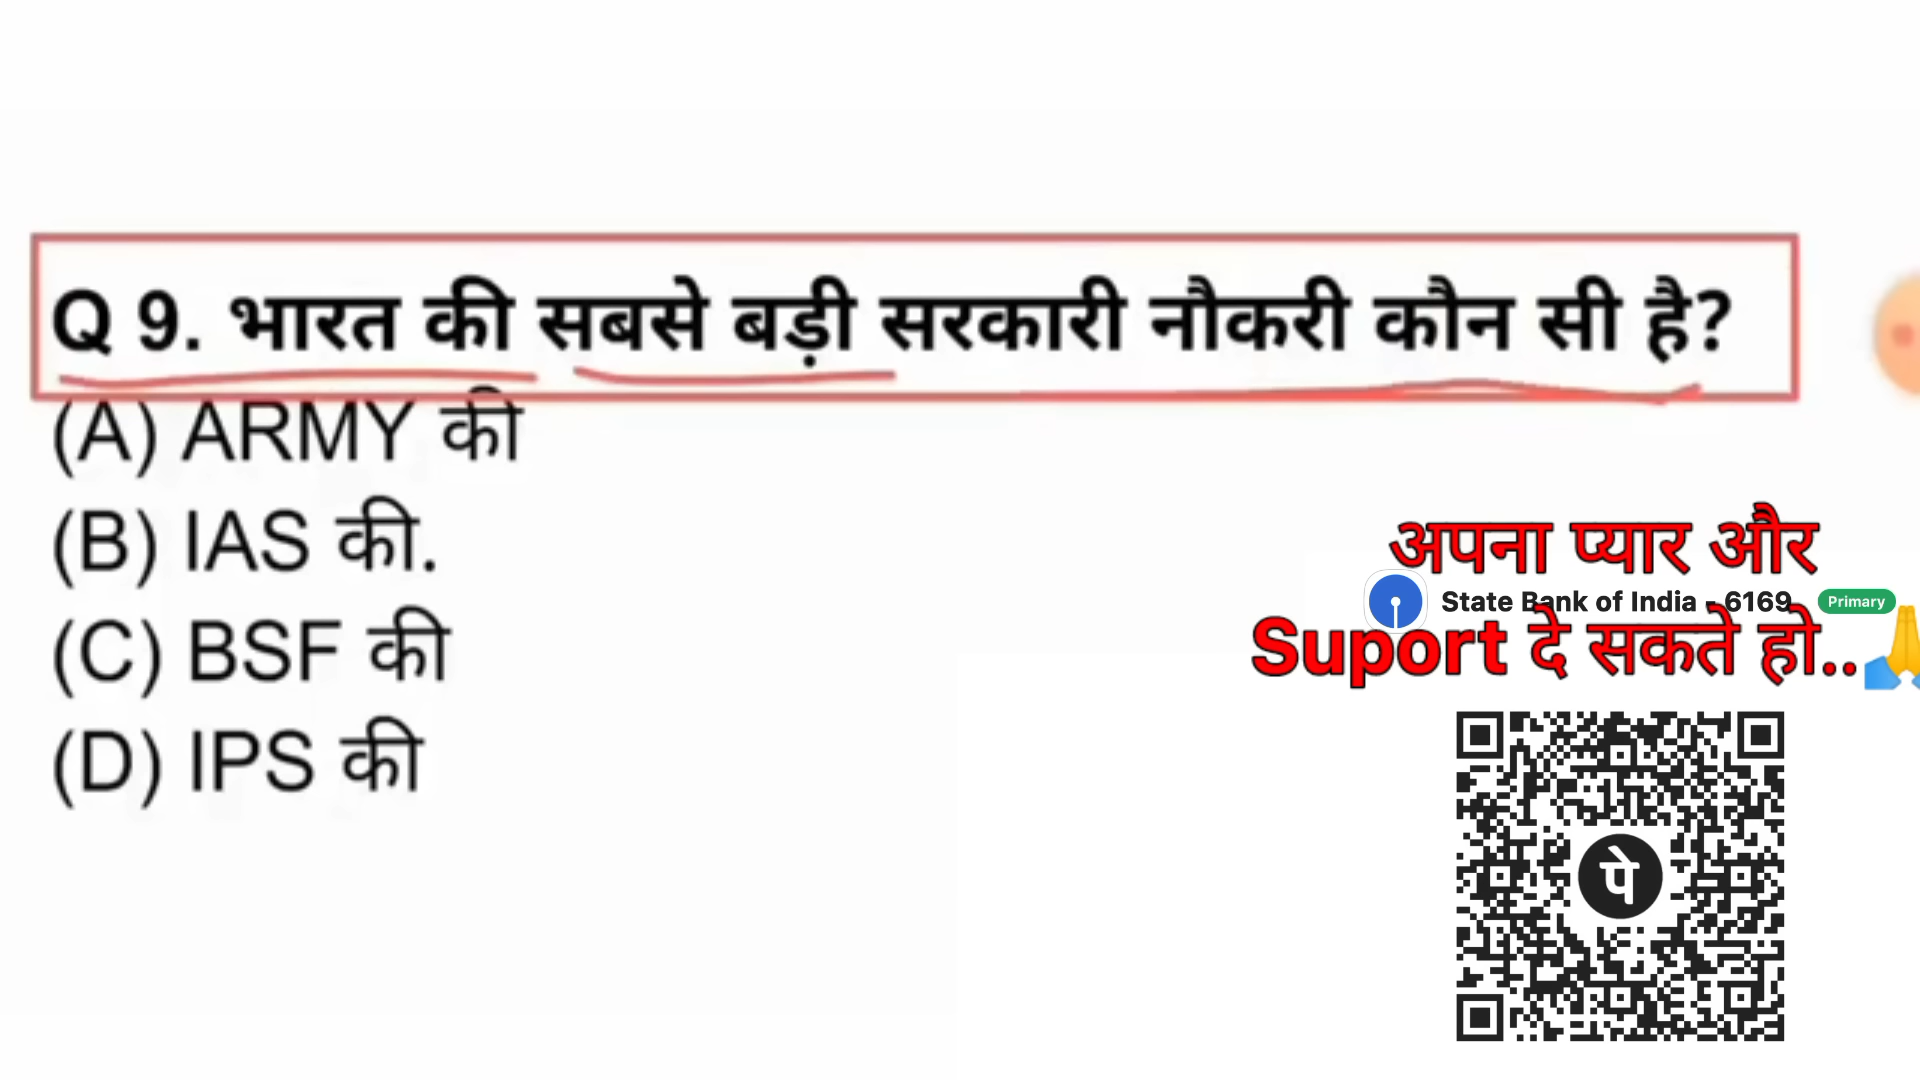 Q 9. भारत की सबसे बड़ी सरकारी नौकरी कौन सी है?
(A) ARMY की
(B) IAS की.
(C) BSF की
(D) IPS की
अपना प्यार और
State Bank of India - 6169 Primary
Suport दे सकते हो..🙏
पे